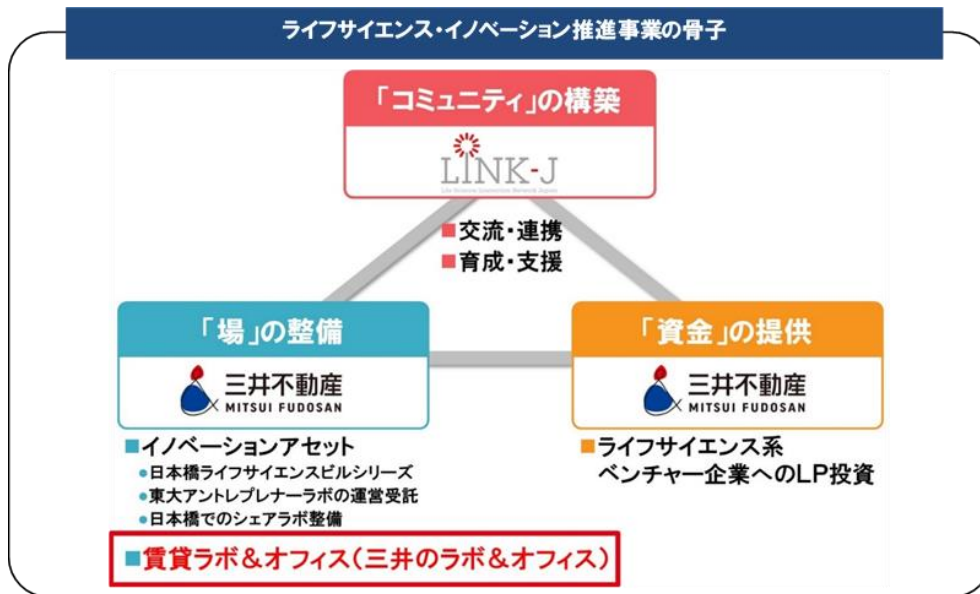 ライフサイエンス・イノベーション推進事業の骨子
「コミュニティ」の構築
LINK-J
Life Science Innovation Network Japan
■交流・連携
■育成・支援
「場」の整備
三井不動産
MITSUI FUDOSAN
「資金」の提供
三井不動産
MITSUI FUDOSAN
■イノベーションアセット
●日本橋ライフサイエンスビルシリーズ
●東大アントレプレナーラボの運営受託
●日本橋でのシェアラボ整備
■賃貸ラボ&オフィス(三井のラボ&オフィス)
■ライフサイエンス系
ベンチャー企業へのLP投資